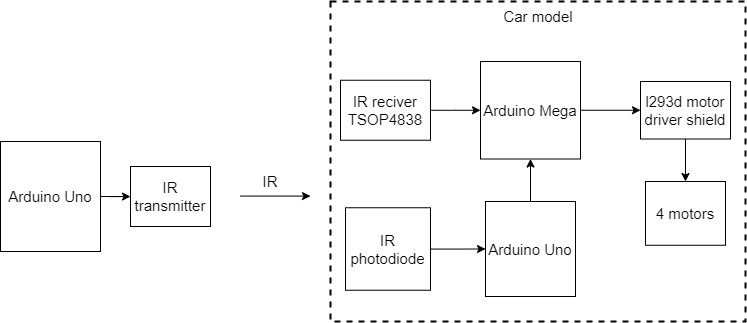 Car model
IR reciver
TSOP4838
Arduino Mega
l293d motor
driver shield
Arduino Uno
IR
transmitter
IR
4 motors
IR
photodiode
Arduino Uno